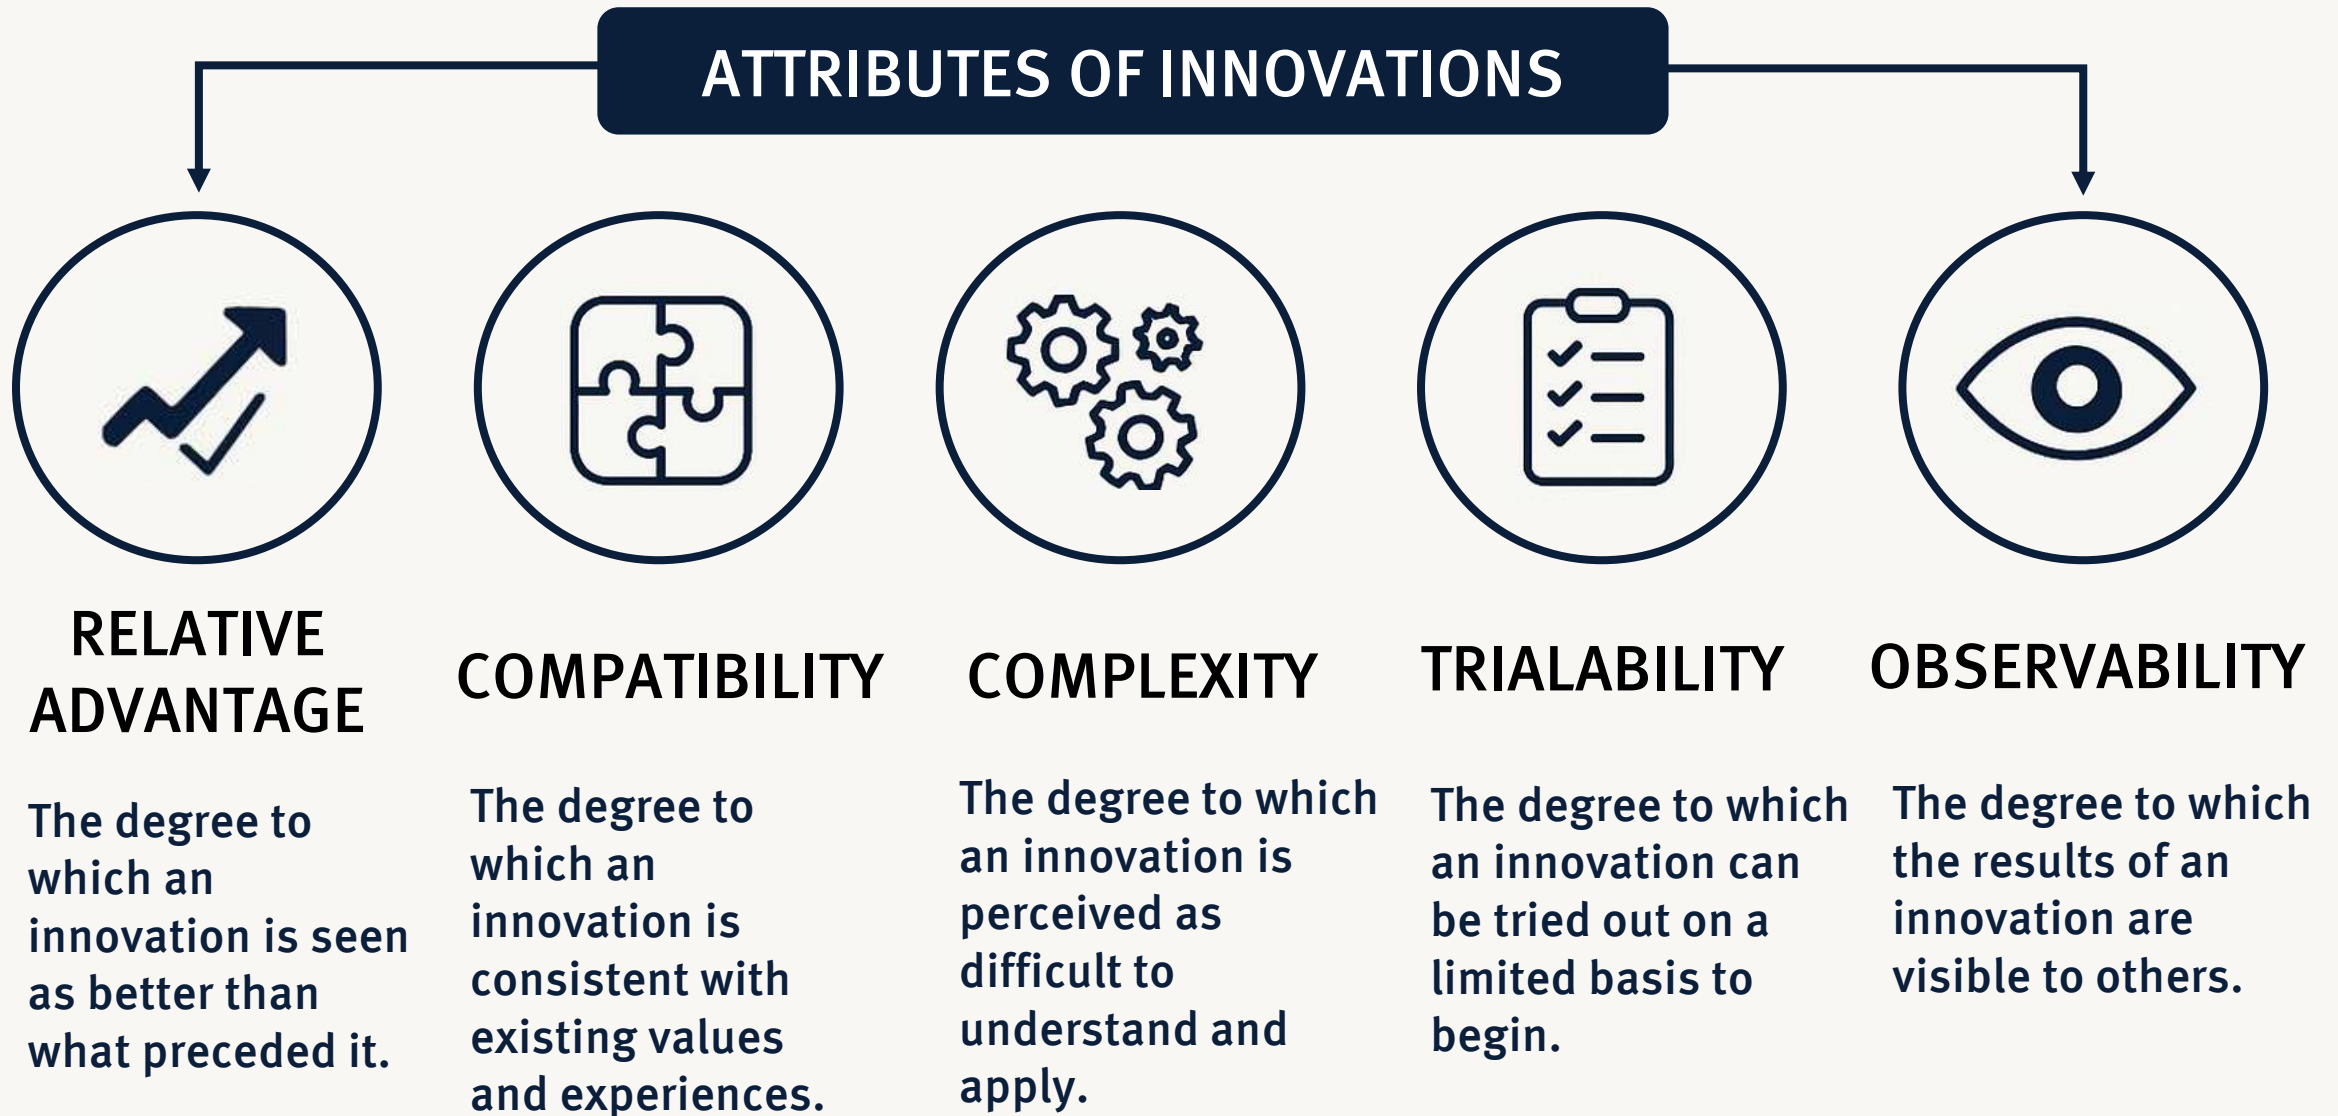 ATTRIBUTES OF INNOVATIONS
RELATIVE
ADVANTAGE
The degree to
which an
innovation is seen
as better than
what preceded it.
COMPATIBILITY
The degree to
which an
innovation is
consistent with
existing values
and experiences.
COMPLEXITY
The degree to which
an innovation is
perceived as
difficult to
understand and
apply.
TRIALABILITY
The degree to which
an innovation can
be tried out on a
limited basis to
begin.
OBSERVABILITY
The degree to which
the results of an
innovation are
visible to others.